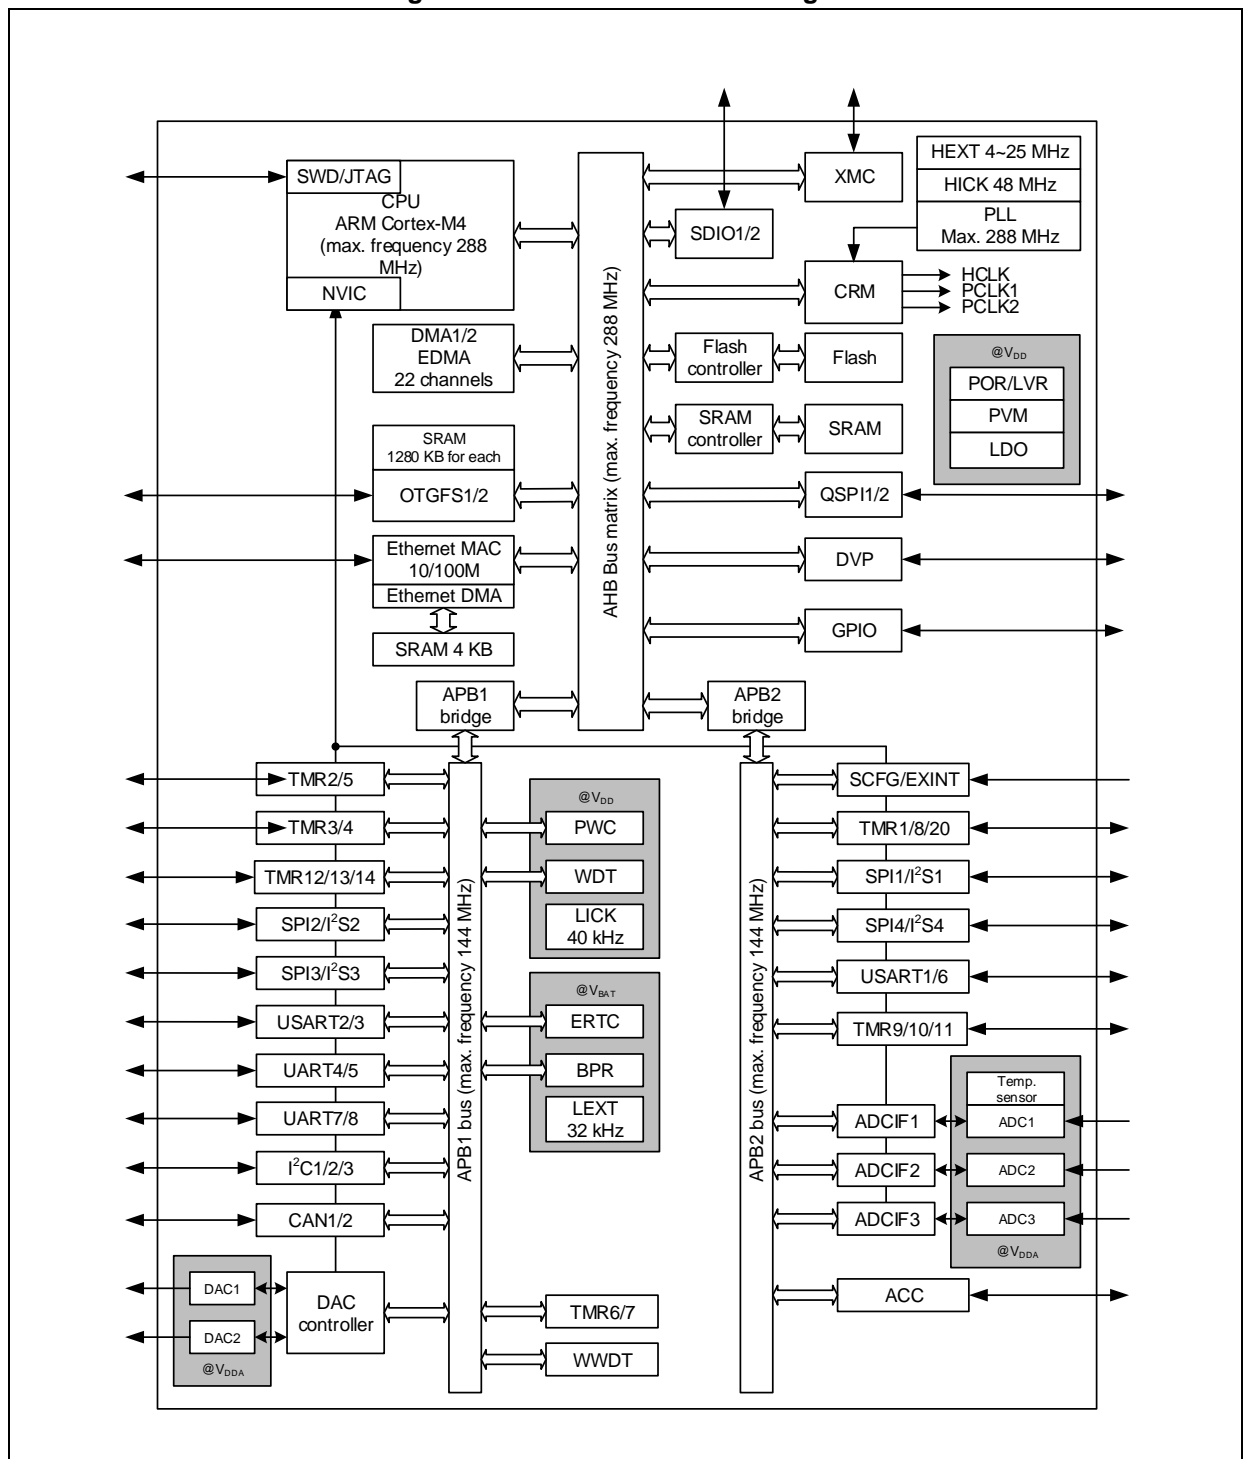 SWD/JTAG
CPU
ARM Cortex-M4
(max. frequency 288
MHz)
NVIC
DMA1/2
EDMA
22 channels
SRAM
1280 KB for each
OTGFS1/2
Ethernet MAC
10/100M
Ethernet DMA
SRAM 4 KB
APB1
bridge
AHB Bus matrix (max. frequency 288 MHz)
XMC
SDIO1/2
HEXT 4~25 MHz
HICK 48 MHz
PLL
Max. 288 MHz
CRM
HCLK
PCLK1
PCLK2
Flash
controller
Flash
SRAM
controller
SRAM
@VDD
POR/LVR
PVM
LDO
QSPI1/2
DVP
GPIO
APB2
bridge
TMR2/5
TMR3/4
TMR12/13/14
SPI2/I²S2
SPI3/I²S3
USART2/3
UART4/5
UART7/8
I²C1/2/3
CAN1/2
DAC1
DAC2
@VDDA
DAC
controller
APB1 bus (max. frequency 144 MHz)
@VDD
PWC
WDT
LICK
40 kHz
@VBAT
ERTC
BPR
LEXT
32 kHz
TMR6/7
WWDT
APB2 bus (max. frequency 144 MHz)
SCFG/EXINT
TMR1/8/20
SPI1/I²S1
SPI4/I²S4
USART1/6
TMR9/10/11
ADCIF1
ADCIF2
ADCIF3
Temp.
sensor
ADC1
ADC2
ADC3
@VDDA
ACC